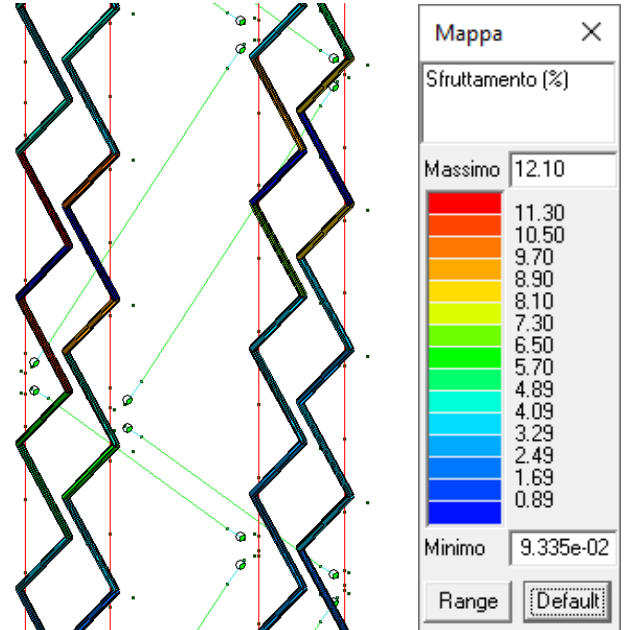 Mappa
Sfruttamento (%)
Massimo 12.10
11.30
10.50
9.70
8.90
8.10
7.30
6.50
5.70
4.89
4.09
3.29
2.49
1.69
0.89
Minimo 9.335e-02
Range Default